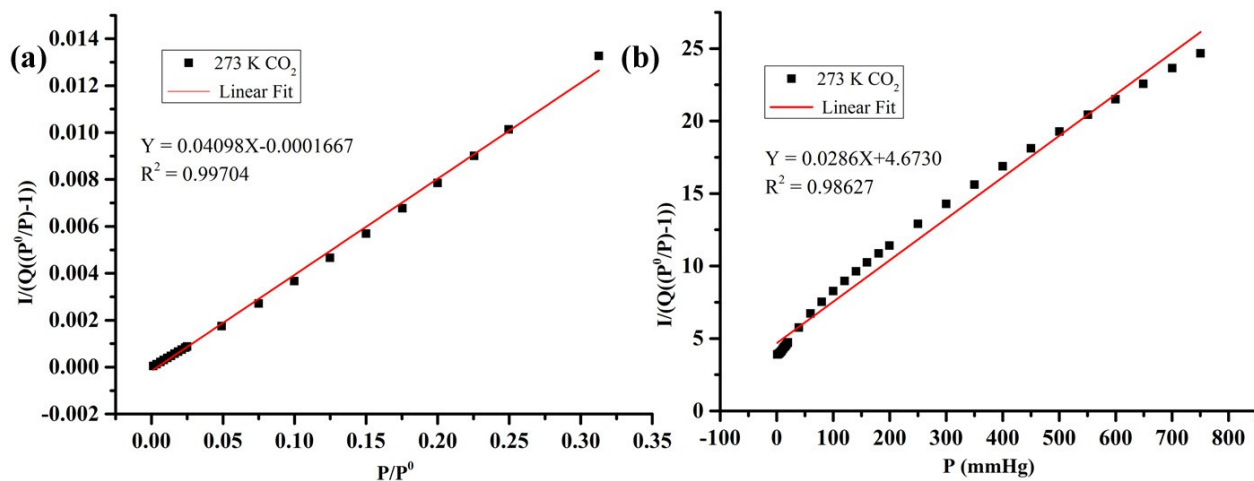 (a)
273 K CO₂
Linear Fit
Y = 0.04098X-0.0001667
R² = 0.99704
I/(Q((P⁰/P)-1))
0.014
0.012
0.010
0.008
0.006
0.004
0.002
0.000
-0.002
0.00 0.05 0.10 0.15 0.20 0.25 0.30 0.35
P/P⁰
(b)
273 K CO₂
Linear Fit
Y = 0.0286X+4.6730
R² = 0.98627
I/(Q((P⁰/P)-1))
25
20
15
10
5
0
-100 0 100 200 300 400 500 600 700 800
P (mmHg)